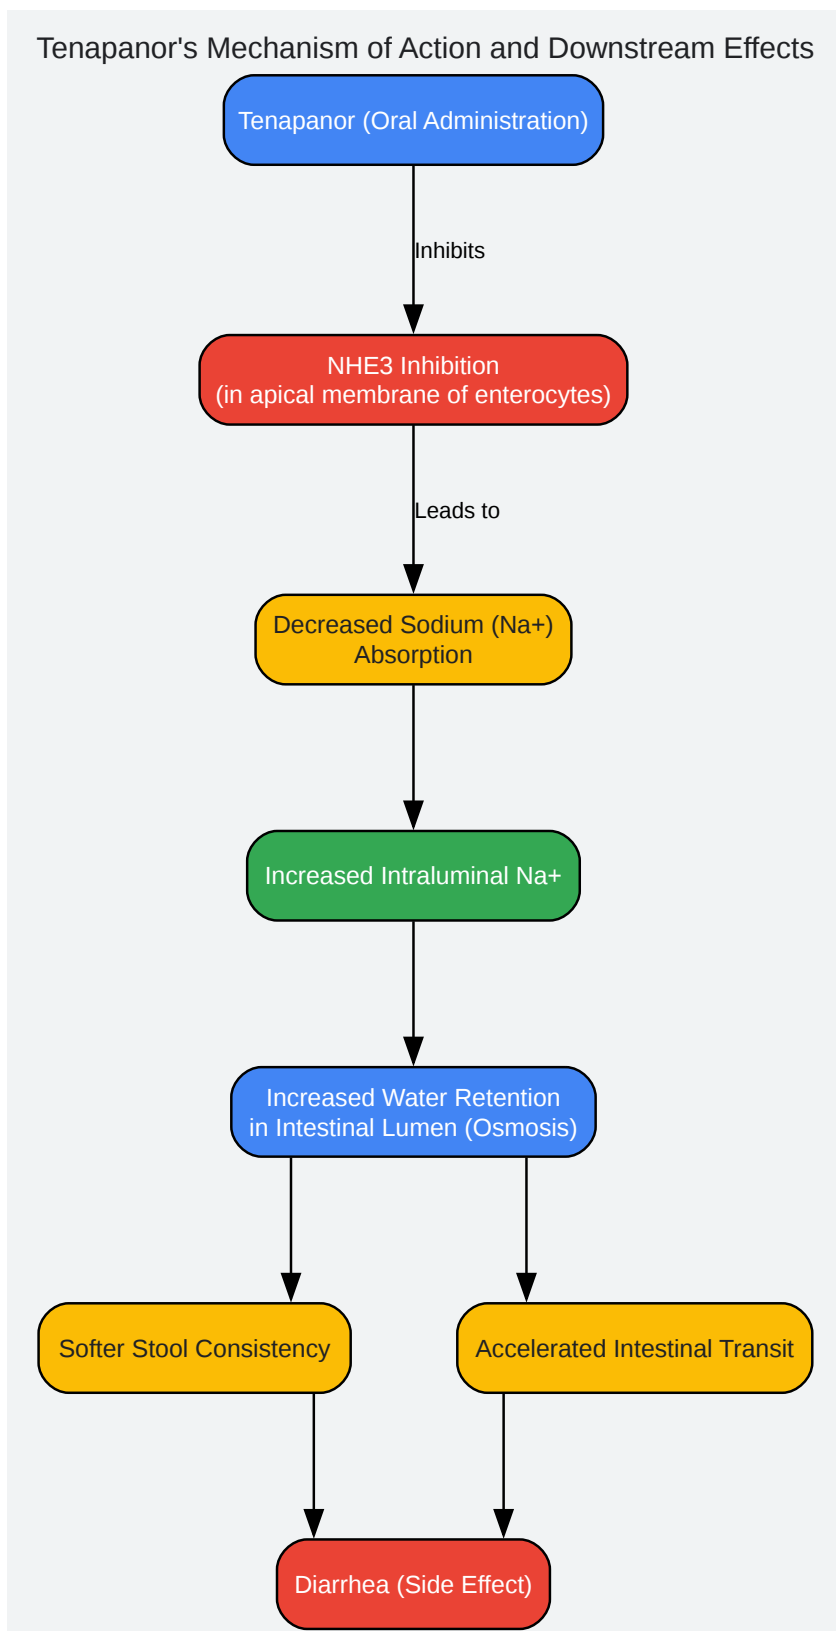 Tenapanor's Mechanism of Action and Downstream Effects
Tenapanor (Oral Administration)
Inhibits
NHE3 Inhibition
(in apical membrane of enterocytes)
Leads to
Decreased Sodium (Na+)
Absorption
Increased Intraluminal Na+
Increased Water Retention
in Intestinal Lumen (Osmosis)
Softer Stool Consistency
Accelerated Intestinal Transit
Diarrhea (Side Effect)